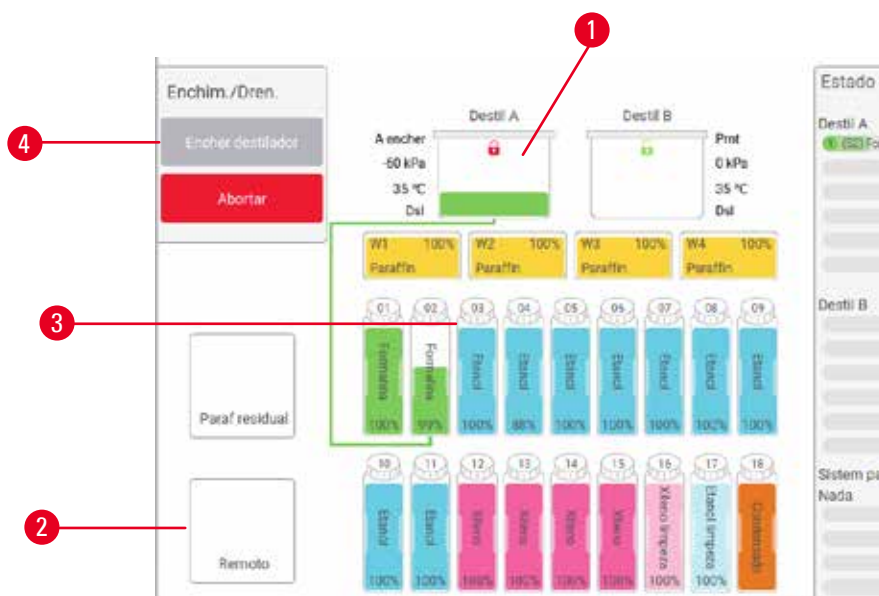 1
Enchim./Dren.
4
Encher destilador
Abortar
Destil A
Destil B
A encher
-60 kPa
35 °C
Dsl
Prnt
0 kPa
35 °C
Dsl
W1 100%
Paraffin
W2 100%
Paraffin
W3 100%
Paraffin
W4 100%
Paraffin
3
01 02 03 04 05 06 07 08 09
Formalina
Formalina
Etanol
Etanol
Etanol
Etanol
Etanol
Etanol
Etanol
100% 99% 100% 88% 100% 100% 100% 100% 100%
Paraf residual
10 11 12 13 14 15 16 17 18
Etanol
Etanol
Xileno
Xileno
Xileno
Xileno
Xileno limpeza
Etanol limpeza
Condensado
100% 100% 100% 100% 100% 100% 100% 100%
2
Remoto
Estado
Destil A
1 (S2) Fo
Destil B
Sistem pa
Nada